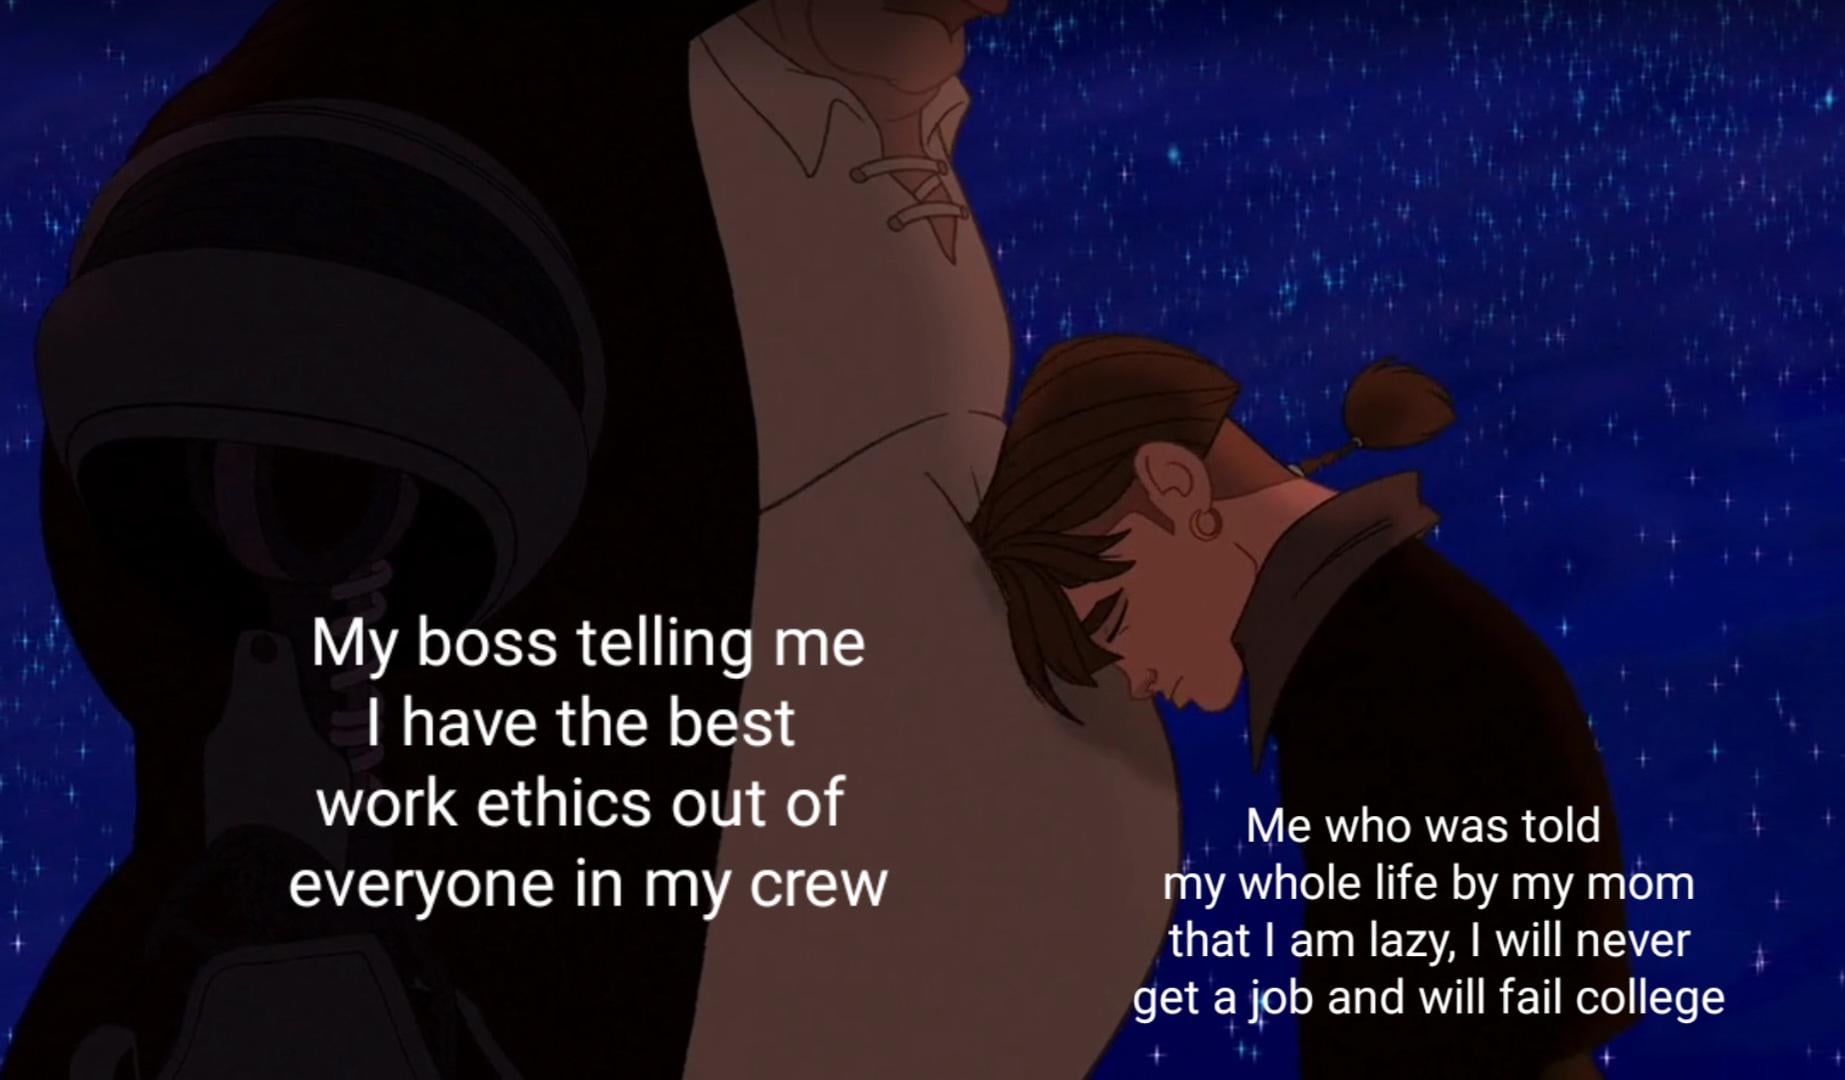 My boss telling me
I have the best
work ethics out of
everyone in my crew
Me who was told
my whole life by my mom
that I am lazy, I will never
get a job and will fail college